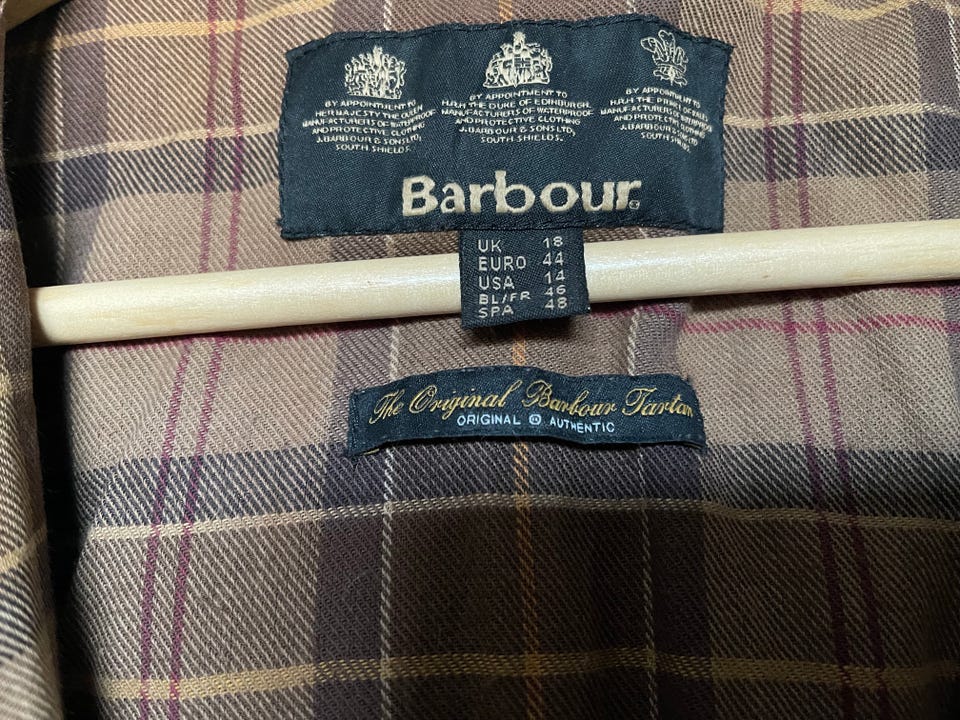 BY APPOINTMENT TO
HER MAJESTY THE QUEEN
MANUFACTURERS OF WATERPROOF
AND PROTECTIVE CLOTHING
J.BARBOUR & SONS LTD,
SOUTH SHIELDS.
BY APPOINTMENT TO
H.R.H THE DUKE OF EDINBURGH,
MANUFACTURERS OF WATERPROOF
AND PROTECTIVE CLOTHING
J.BARBOUR & SONS LTD,
SOUTH SHIELDS.
BY APPOINTMENT TO
H.R.H THE PRINCE OF WALES
MANUFACTURERS OF WATERPROOF
AND PROTECTIVE CLOTHING
J.BARBOUR & SONS LTD,
SOUTH SHIELDS.
Barbour®
UK 18
EURO 44
USA 14
BL/FR 46
SPA 48
The Original Barbour Tartan
ORIGINAL ® AUTHENTIC